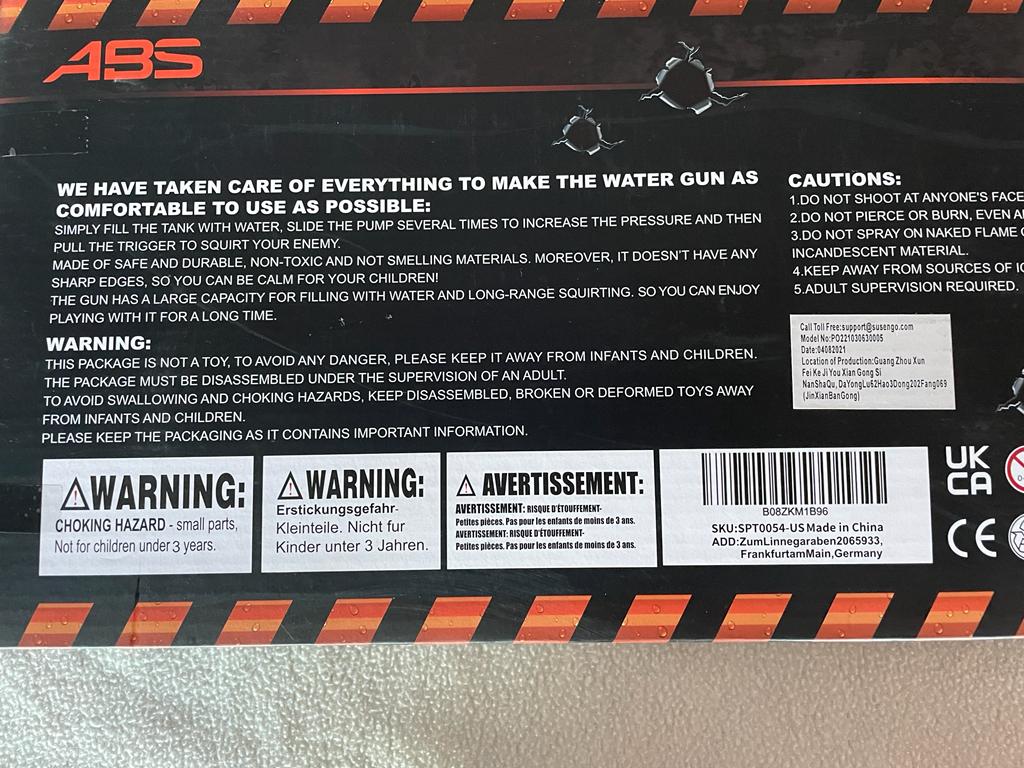 ABS
WE HAVE TAKEN CARE OF EVERYTHING TO MAKE THE WATER GUN AS
COMFORTABLE TO USE AS POSSIBLE:
SIMPLY FILL THE TANK WITH WATER, SLIDE THE PUMP SEVERAL TIMES TO INCREASE THE PRESSURE AND THEN
PULL THE TRIGGER TO SQUIRT YOUR ENEMY.
MADE OF SAFE AND DURABLE, NON-TOXIC AND NOT SMELLING MATERIALS. MOREOVER, IT DOESN'T HAVE ANY
SHARP EDGES, SO YOU CAN BE CALM FOR YOUR CHILDREN!
THE GUN HAS A LARGE CAPACITY FOR FILLING WITH WATER AND LONG-RANGE SQUIRTING. SO YOU CAN ENJOY
PLAYING WITH IT FOR A LONG TIME.
WARNING:
THIS PACKAGE IS NOT A TOY, TO AVOID ANY DANGER, PLEASE KEEP IT AWAY FROM INFANTS AND CHILDREN.
THE PACKAGE MUST BE DISASSEMBLED UNDER THE SUPERVISION OF AN ADULT.
TO AVOID SWALLOWING AND CHOKING HAZARDS, KEEP DISASSEMBLED, BROKEN OR DEFORMED TOYS AWAY
FROM INFANTS AND CHILDREN.
PLEASE KEEP THE PACKAGING AS IT CONTAINS IMPORTANT INFORMATION.
CAUTIONS:
1.DO NOT SHOOT AT ANYONE'S FACE
2.DO NOT PIERCE OR BURN, EVEN
3.DO NOT SPRAY ON NAKED FLAME
INCANDESCENT MATERIAL.
4.KEEP AWAY FROM SOURCES OF
5.ADULT SUPERVISION REQUIRED.
Call Toll Free:support@susengo.com
Model No:PO221030630005
Date:04082021
Location of Production:Guang Zhou Xun
Fei Ke Ji You Xian Gong Si
NanShaQu,DaYongLu62Hao3Dong202Fang069
(JinXianBanGong)
WARNING:
CHOKING HAZARD - small parts,
Not for children under 3 years.
WARNING:
Erstickungsgefahr-
Kleinteile. Nicht fur
Kinder unter 3 Jahren.
AVERTISSEMENT:
AVERTISSEMENT: RISQUE D'ÉTOUFFEMENT-
Petites pièces. Pas pour les enfants de moins de 3 ans.
AVERTISSEMENT: RISQUE D'ÉTOUFFEMENT-
Petites pièces. Pas pour les enfants de moins de 3 ans.
B08ZKM1B96
SKU:SPT0054-US Made in China
ADD:ZumLinnegaraben2065933,
FrankfurtamMain,Germany
UK
CA
CE